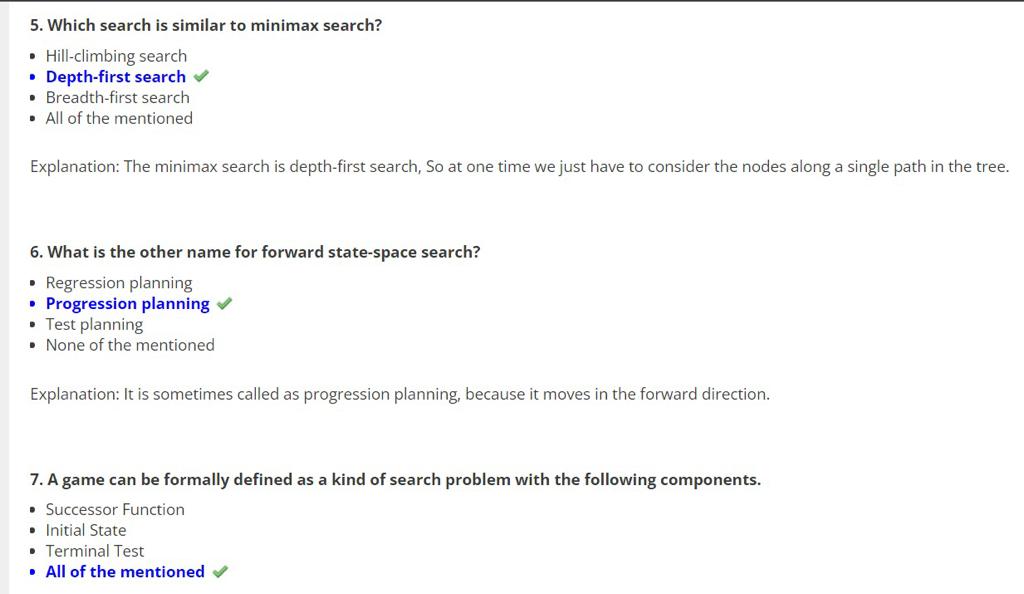 5. Which search is similar to minimax search?
Hill-climbing search
Depth-first search
Breadth-first search
All of the mentioned
Explanation: The minimax search is depth-first search, So at one time we just have to consider the nodes along a single path in the tree.
6. What is the other name for forward state-space search?
Regression planning
Progression planning
Test planning
None of the mentioned
Explanation: It is sometimes called as progression planning, because it moves in the forward direction.
7. A game can be formally defined as a kind of search problem with the following components.
Successor Function
Initial State
Terminal Test
All of the mentioned